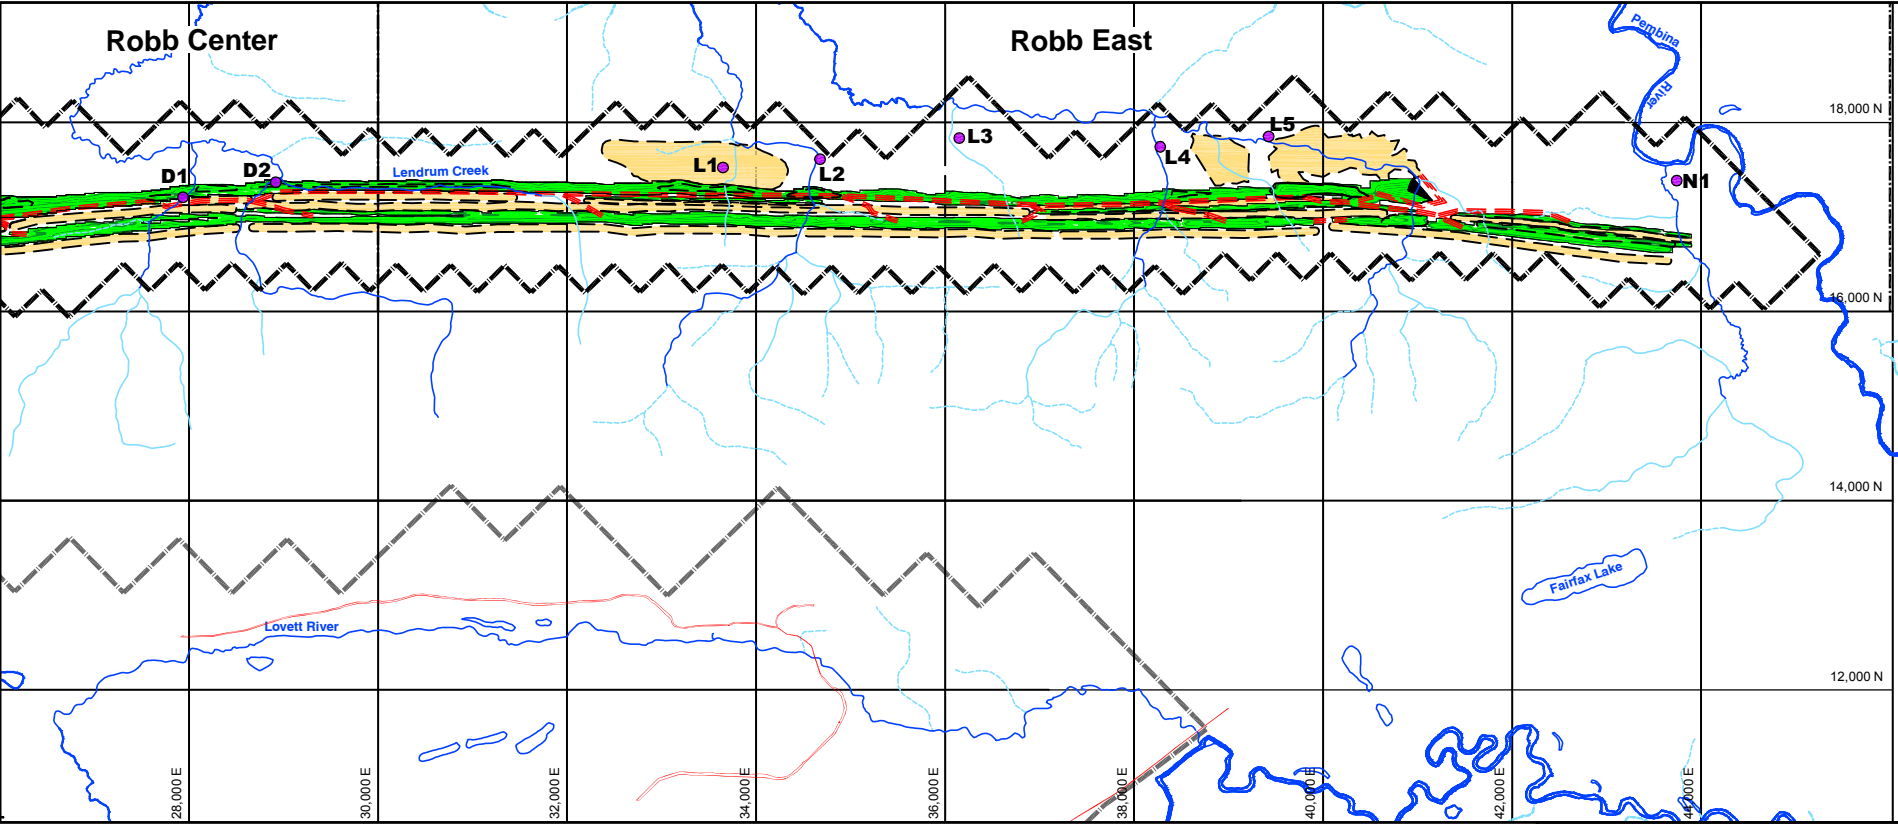 Robb Center
Robb East
Pembina
River
18,000 N
L3
L5
L4
L1
L2
D1
D2
Lendrum Creek
N1
16,000 N
14,000 N
Fairfax Lake
Lovett River
12,000 N
28,000 E
30,000 E
32,000 E
34,000 E
36,000 E
38,000 E
40,000 E
42,000 E
44,000 E